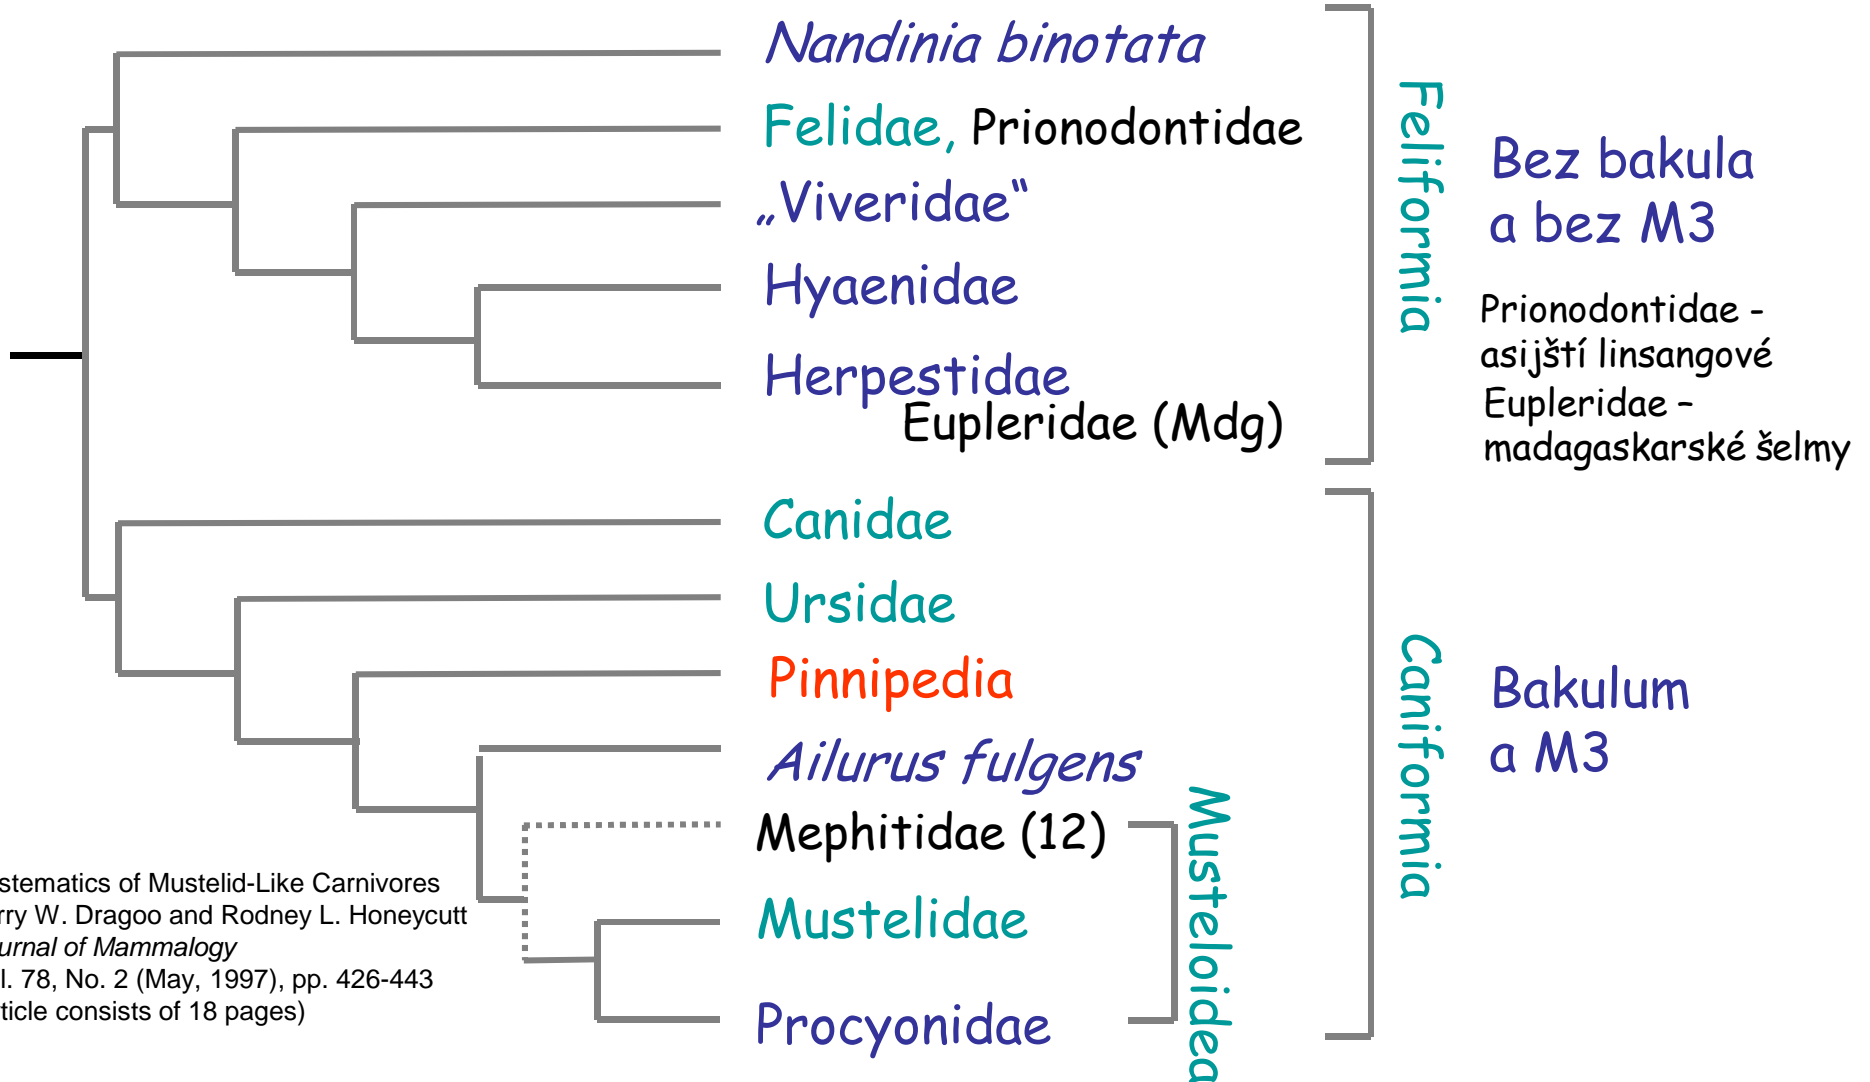 Nandinia binotata
Felidae, Prionodontidae
„Viveridae“
Hyaenidae
Herpestidae
Eupleridae (Mdg)
Feliformia
Bez bakula
a bez M3
Prionodontidae -
asijští linsangové
Eupleridae –
madagaskarské šelmy
Canidae
Ursidae
Pinnipedia
Ailurus fulgens
Mephitidae (12)
Mustelidae
Procyonidae
Musteloidea
Caniformia
Bakulum
a M3
stematics of Mustelid-Like Carnivores
rry W. Dragoo and Rodney L. Honeycutt
urnal of Mammalogy
l. 78, No. 2 (May, 1997), pp. 426-443
ticle consists of 18 pages)